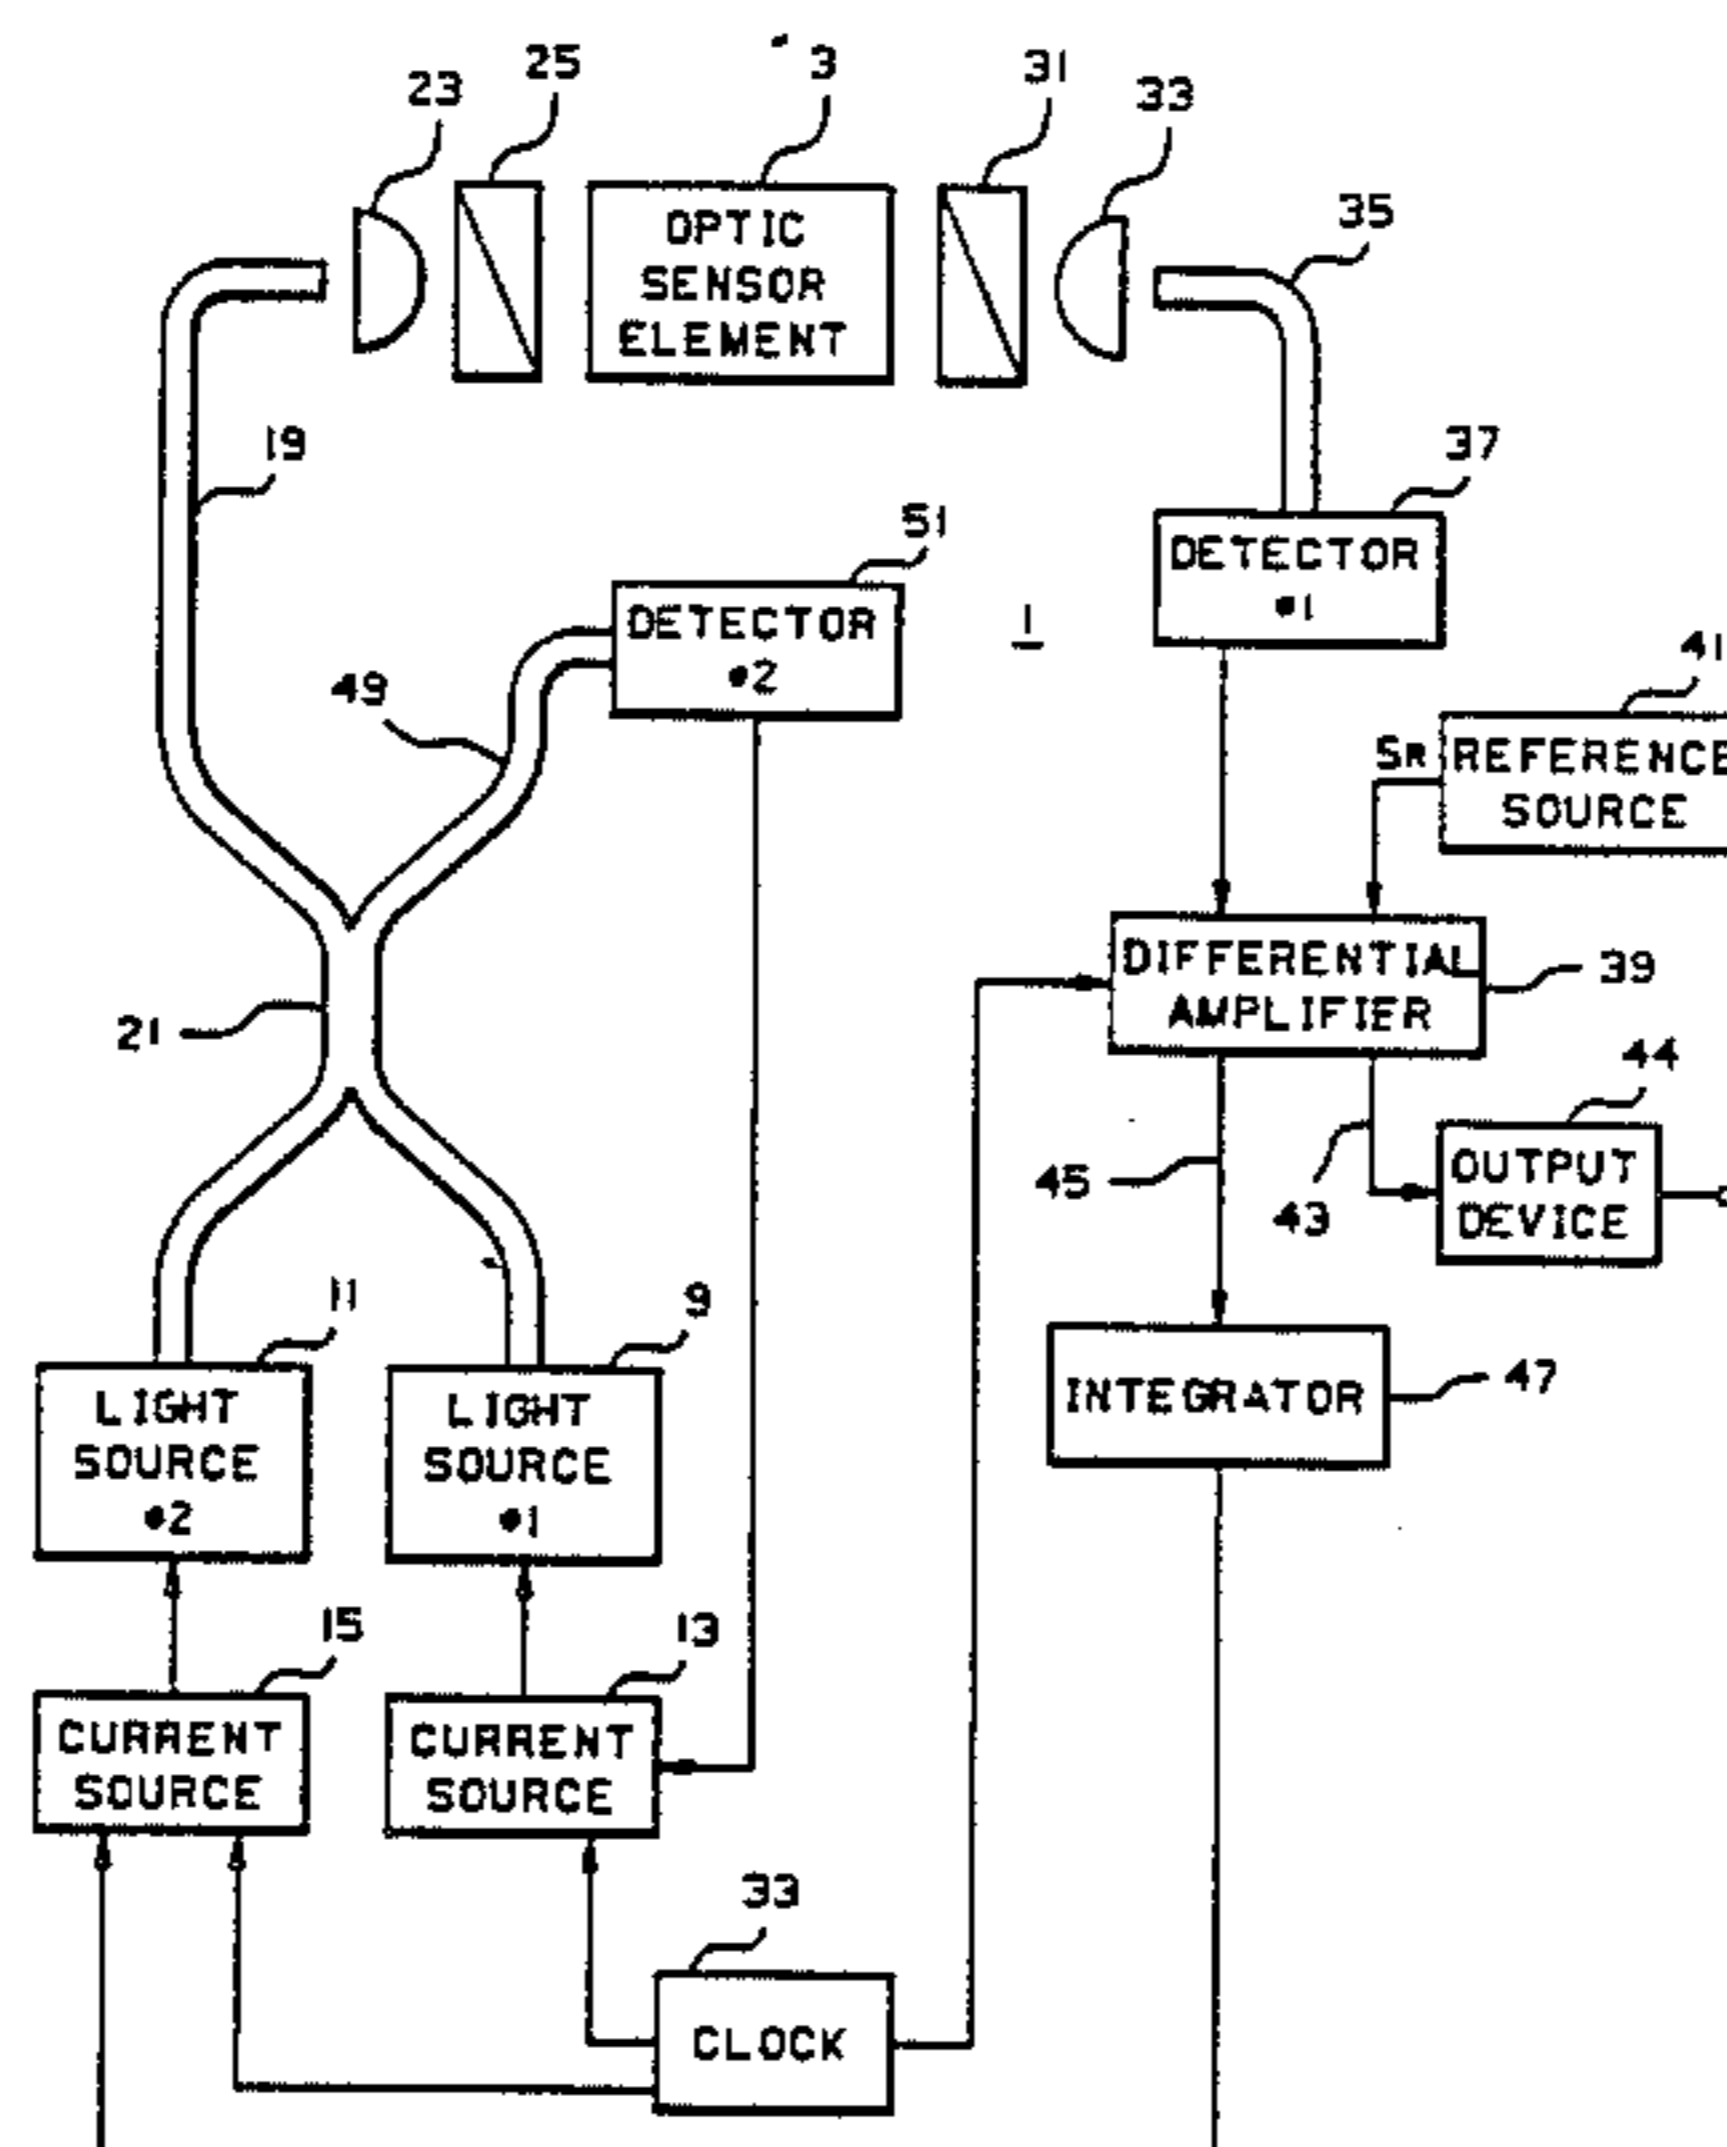 23
25
3
31
33
35
OPTIC
SENSOR
ELEMENT
19
37
51
DETECTOR
#1
DETECTOR
#2
1
49
41
SR
REFERENCE
SOURCE
DIFFERENTIAL
AMPLIFIER
39
21
44
45
43
OUTPUT
DEVICE
11
9
LIGHT
SOURCE
#2
LIGHT
SOURCE
#1
INTEGRATOR
47
15
13
CURRENT
SOURCE
CURRENT
SOURCE
33
CLOCK